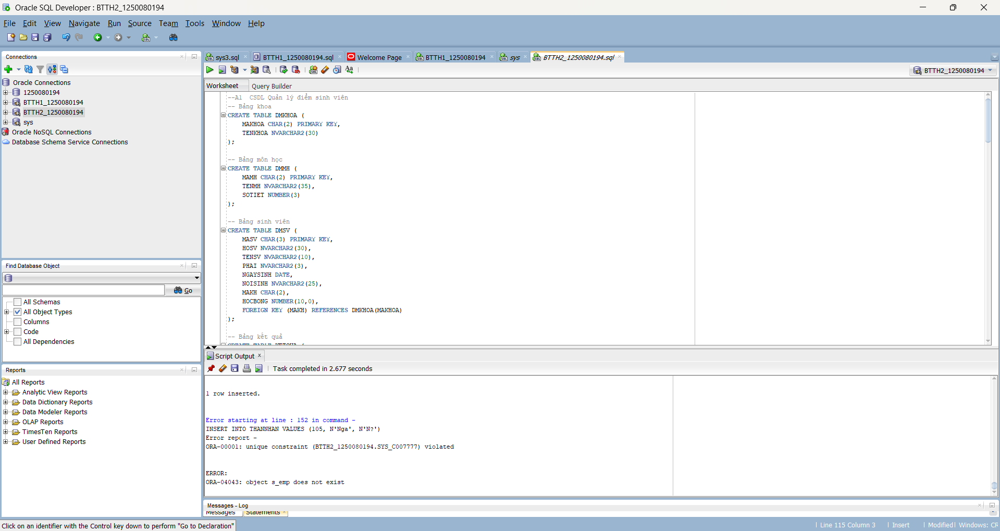 Oracle SQL Developer : BTTH2_1250080194
File Edit View Navigate Run Source Team Tools Window Help
Connections
Oracle Connections
1250080194
BTTH1_1250080194
BTTH2_1250080194
sys
Oracle NoSQL Connections
Database Schema Service Connections
Find Database Object
Go
All Schemas
All Object Types
Columns
Code
All Dependencies
Reports
All Reports
Analytic View Reports
Data Dictionary Reports
Data Modeler Reports
OLAP Reports
TimesTen Reports
User Defined Reports
sys3.sql BTTH1_1250080194.sql Welcome Page BTTH1_1250080194 sys BTTH2_1250080194.sql
BTTH2_1250080194
Worksheet Query Builder
--A1 CSDL Quản lý điểm sinh viên
-- Bảng khoa
CREATE TABLE DMKHOA (
MAKHOA CHAR(2) PRIMARY KEY,
TENKHOA NVARCHAR2(30)
);
-- Bảng môn học
CREATE TABLE DMMH (
MAMH CHAR(2) PRIMARY KEY,
TENMH NVARCHAR2(35),
SOTIET NUMBER(3)
);
-- Bảng sinh viên
CREATE TABLE DMSV (
MASV CHAR(3) PRIMARY KEY,
HOSV NVARCHAR2(30),
TENSV NVARCHAR2(10),
PHAI NVARCHAR2(3),
NGAYSINH DATE,
NOISINH NVARCHAR2(25),
MAKH CHAR(2),
HOCBONG NUMBER(10,0),
FOREIGN KEY (MAKH) REFERENCES DMKHOA(MAKHOA)
);
-- Bảng kết quả
CREATE TABLE KETQUA (
Script Output
Task completed in 2.677 seconds
1 row inserted.
Error starting at line : 152 in command -
INSERT INTO THANNHAN VALUES (105, N'Nga', N'N?')
Error report -
ORA-00001: unique constraint (BTTH2_1250080194.SYS_C007777) violated
ERROR:
ORA-04043: object s_emp does not exist
Messages - Log
Messages Statements
Click on an identifier with the Control key down to perform "Go to Declaration"
Line 115 Column 3 Insert Modified Windows: CR